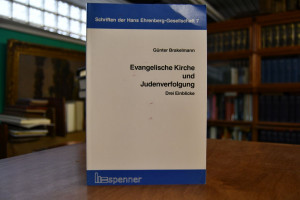 Schriften der Hans Ehrenberg-Gesellschaft 7
Günter Brakelmann
Evangelische Kirche
und
Judenverfolgung
Drei Einblicke
spenner